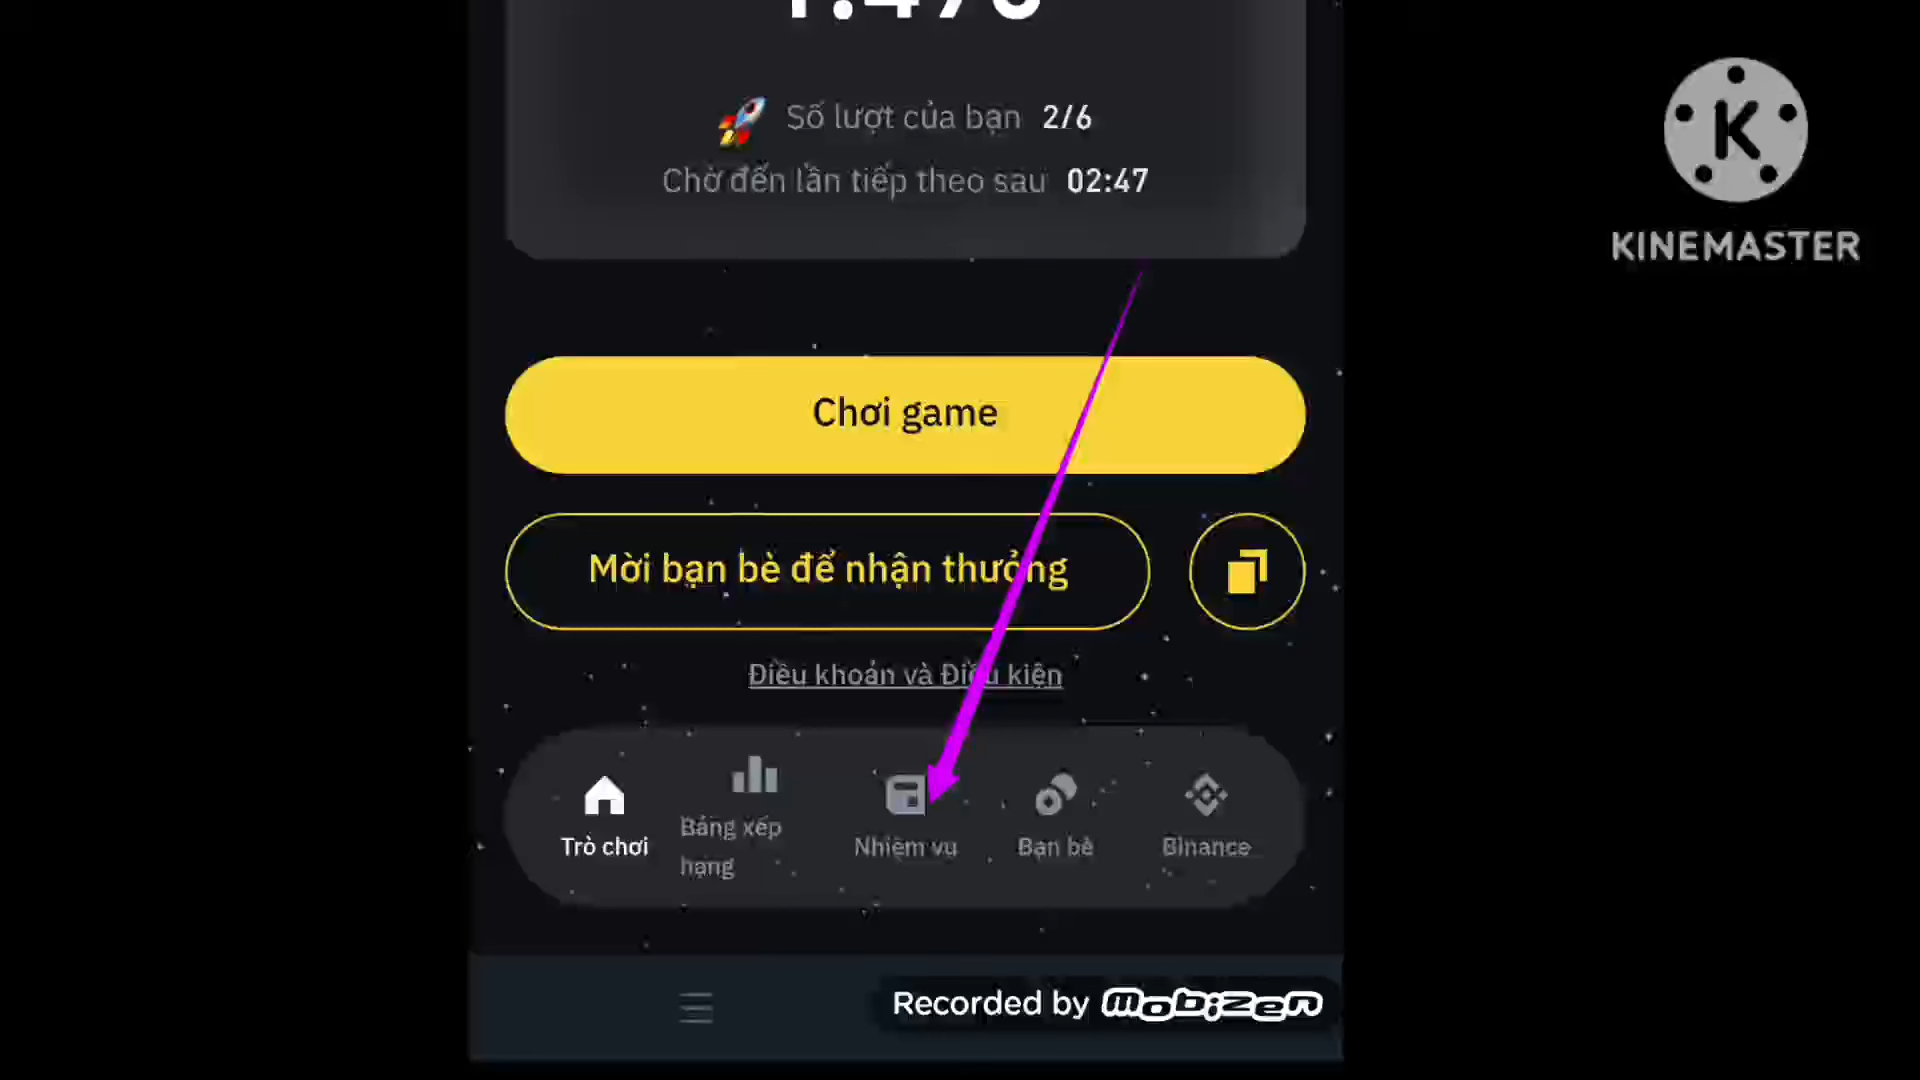 Số lượt của bạn 2/6
Chờ đến lần tiếp theo sau 02:47
KINEMASTER
Chơi game
Mời bạn bè để nhận thưởng
Điều khoản và Điều kiện
Trò chơi
Bảng xếp hạng
Nhiệm vụ
Bạn bè
Binance
Recorded by mobizen